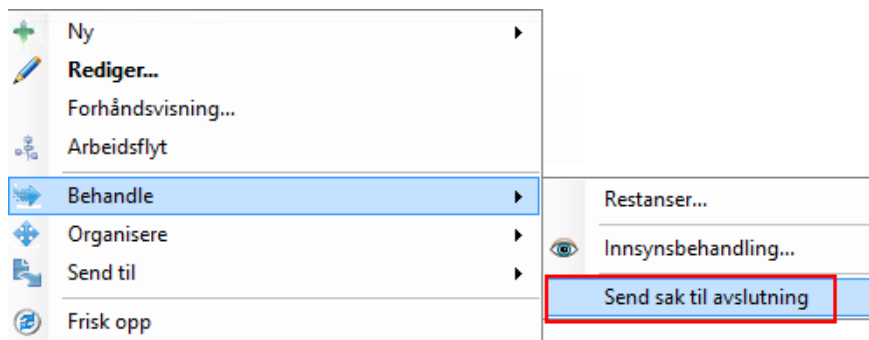 Ny
Rediger...
Forhåndsvisning...
Arbeidsflyt
Behandle
Organisere
Send til
Frisk opp
Restanser...
Innsynsbehandling...
Send sak til avslutning